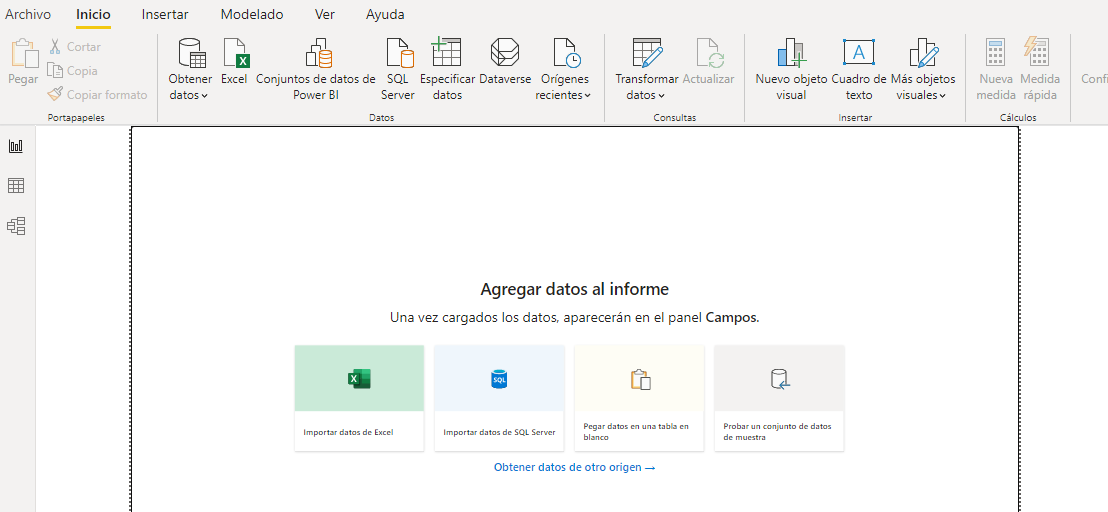 Archivo Inicio Insertar Modelado Ver Ayuda
Pegar
Cortar
Copia
Copiar formato
Portapapeles
Obtener
datos
Excel
Conjuntos de datos de
Power BI
SQL
Server
Especificar
datos
Dataverse
Orígenes
recientes
Datos
Transformar
datos
Actualizar
Consultas
Nuevo objeto
visual
Cuadro de
texto
Más objetos
visuales
Insertar
Nueva
medida
Medida
rápida
Cálculos
Confi
Agregar datos al informe
Una vez cargados los datos, aparecerán en el panel Campos.
Importar datos de Excel
SQL
Importar datos de SQL Server
Pegar datos en una tabla en
blanco
Probar un conjunto de datos
de muestra
Obtener datos de otro origen →